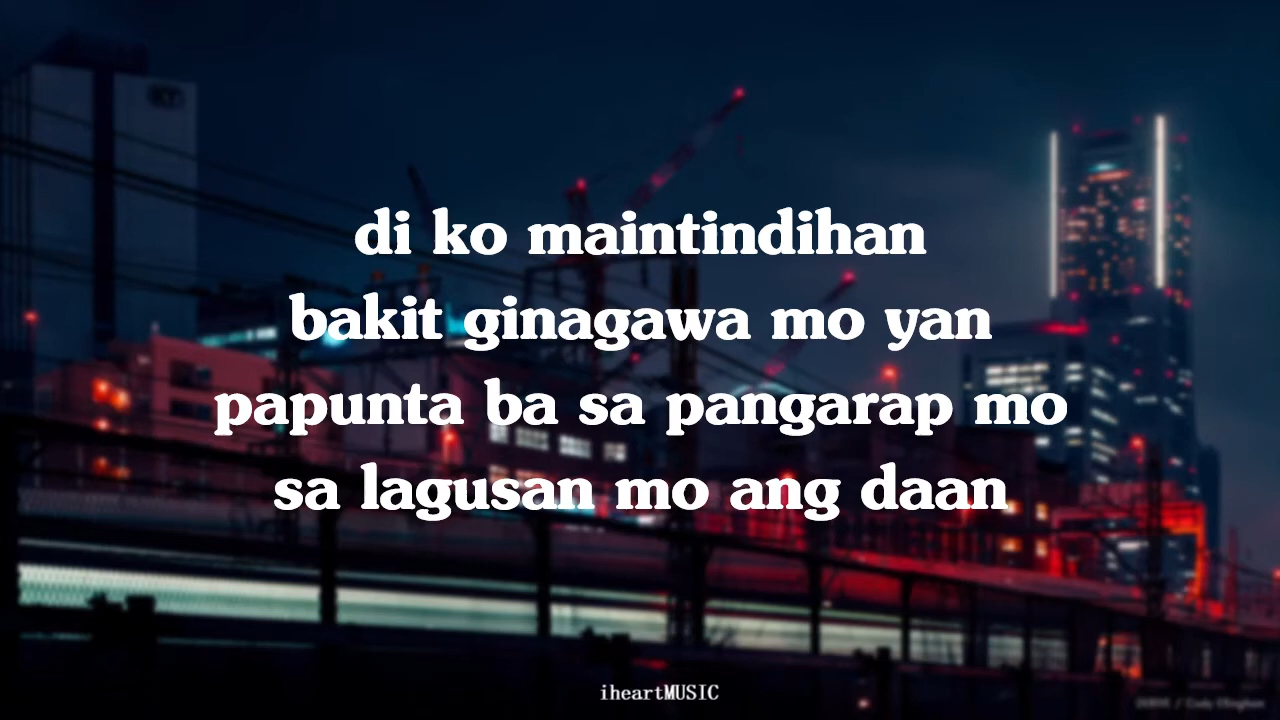 di ko maintindihan
bakit ginagawa mo yan
papunta ba sa pangarap mo
sa lagusan mo ang daan
iheartMUSIC